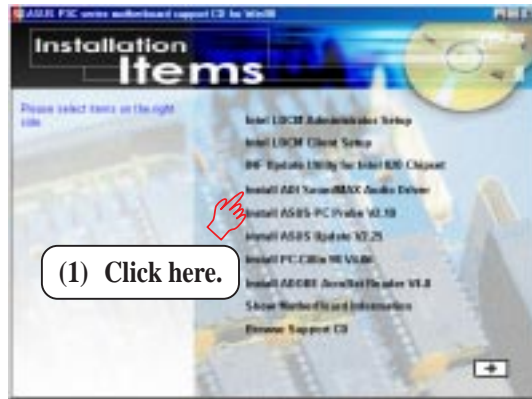 ASUS P3C series motherboard support CD for Win98
Installation
Items
Please select items on the right
side.
Intel LDCM Administrator Setup
Intel LDCM Client Setup
INF Update Utility for Intel 820 Chipset
Install ADI SoundMAX Audio Driver
Install ASUS PC Probe V2.10
Install ASUS Update V2.25
Install PC-Cillin 98 V6.06
Install ADOBE Acrobat Reader V4.0
Show Motherboard Information
Browse Support CD
(1) Click here.